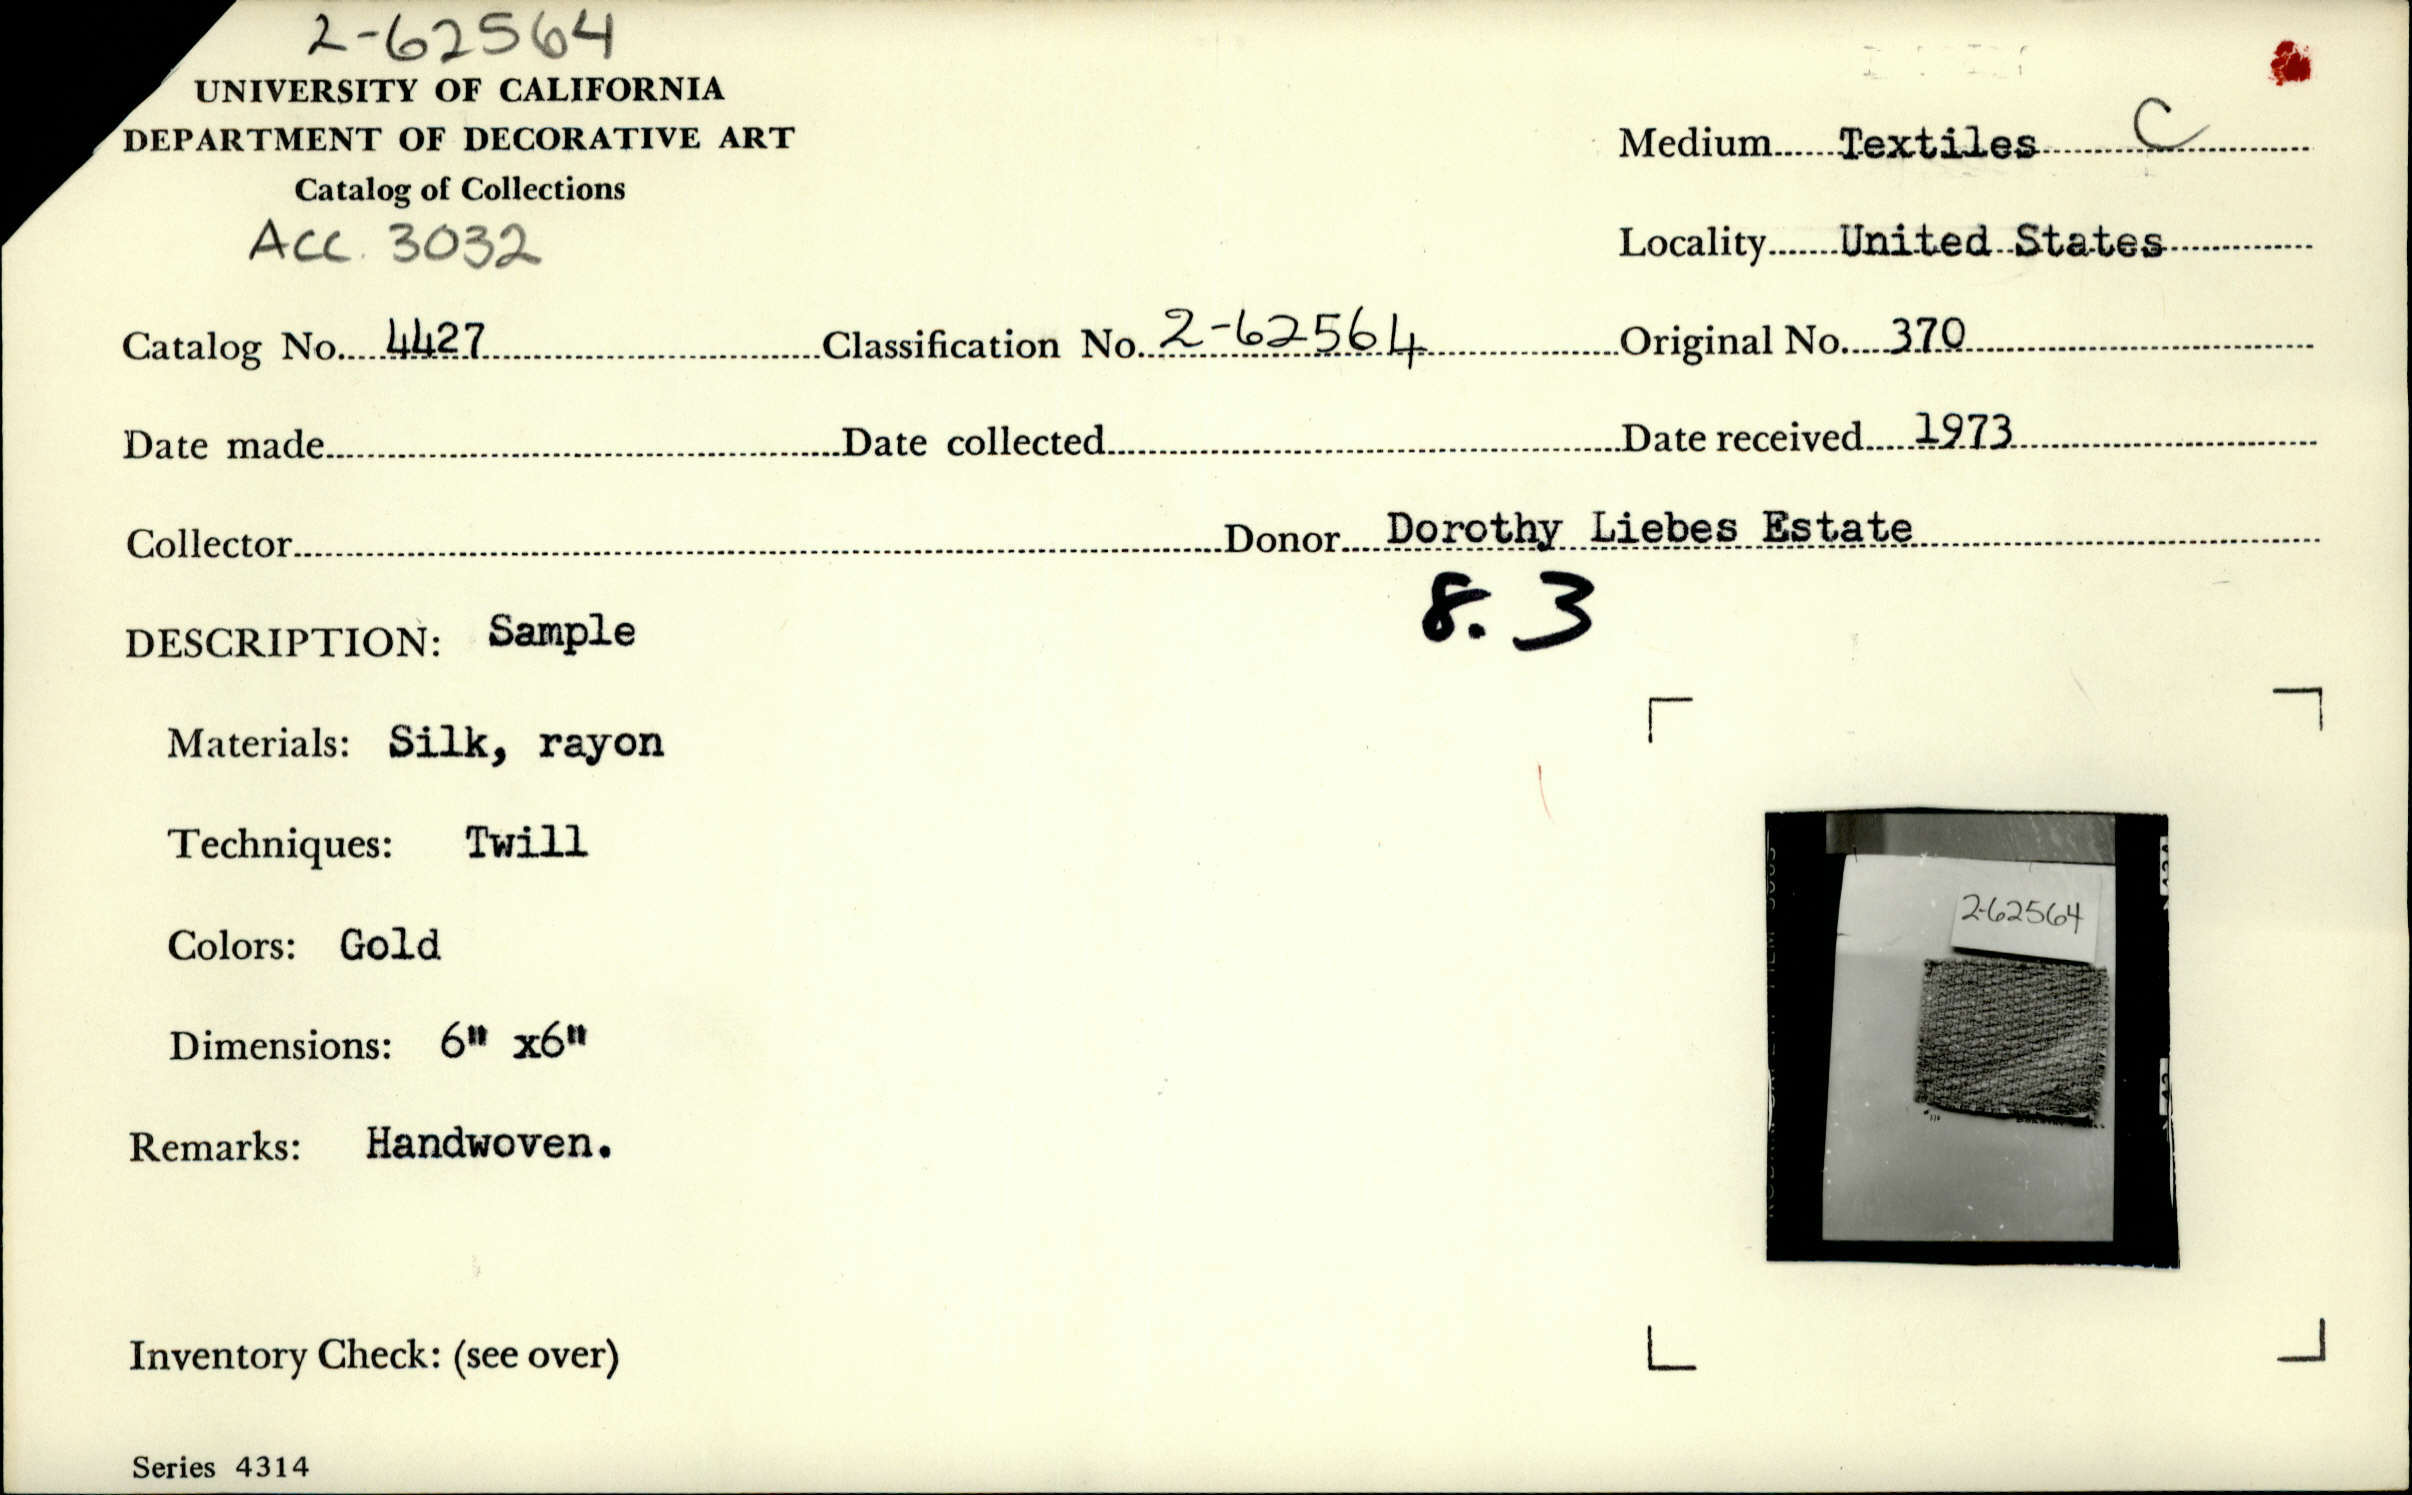 2-62564
UNIVERSITY OF CALIFORNIA
DEPARTMENT OF DECORATIVE ART
Catalog of Collections
Acc. 3032
Medium Textiles C
Locality United States
Catalog No. 4427 Classification No. 2-62564 Original No. 370
Date made Date collected Date received 1973
Collector Donor Dorothy Liebes Estate
8.3
DESCRIPTION: Sample
Materials: Silk, rayon
Techniques: Twill
Colors: Gold
Dimensions: 6" x6"
Remarks: Handwoven.
2-62564
Inventory Check: (see over)
Series 4314